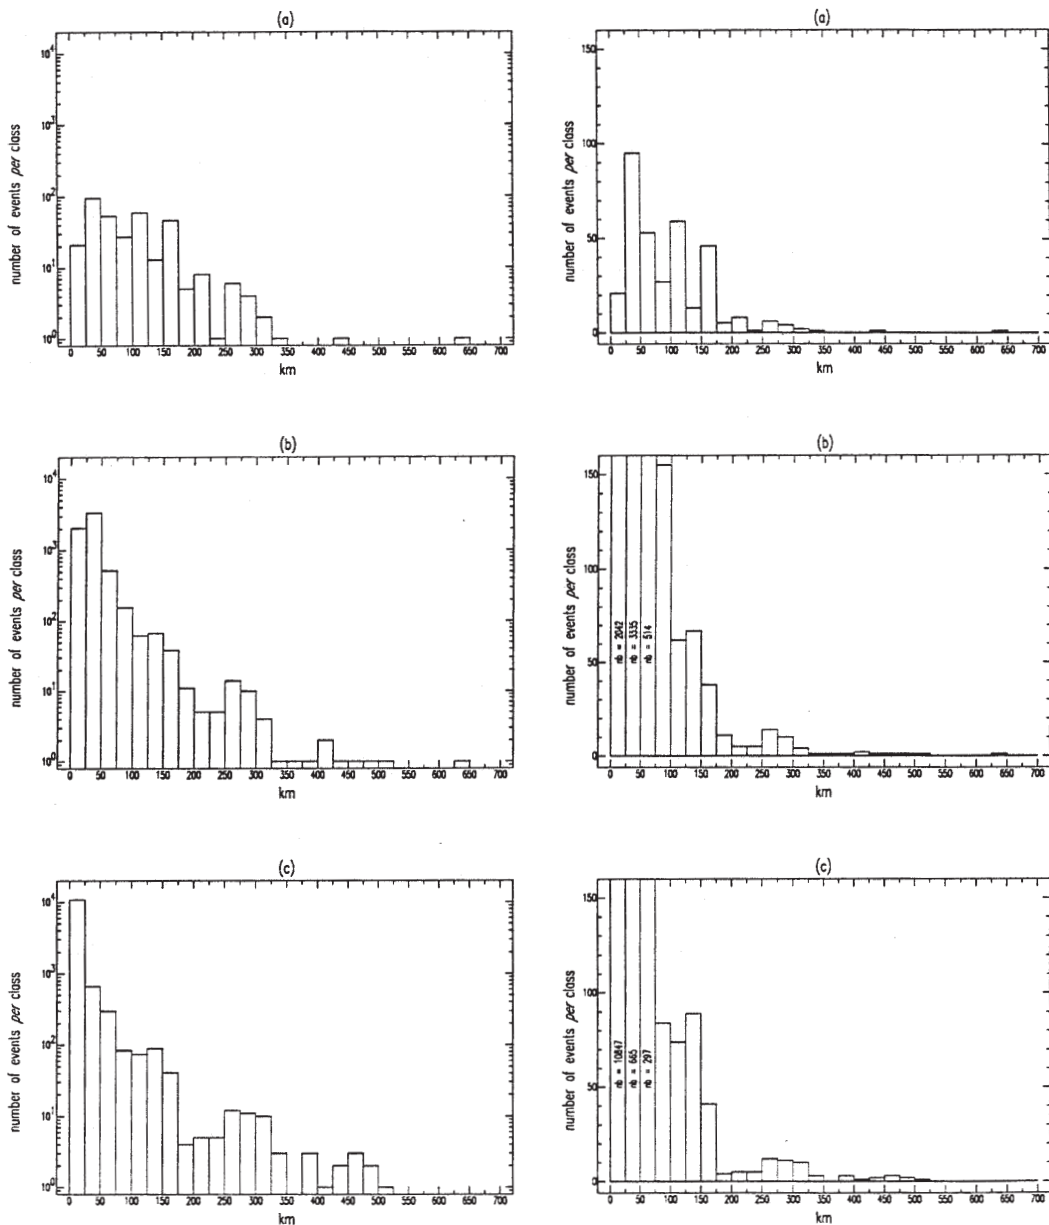 (a)
10⁴
10³
10²
10¹
10⁰
number of events per class
0 50 100 150 200 250 300 350 400 450 500 550 600 650 700
km
(a)
150
100
50
0
number of events per class
0 50 100 150 200 250 300 350 400 450 500 550 600 650 700
km
(b)
10⁴
10³
10²
10¹
10⁰
number of events per class
0 50 100 150 200 250 300 350 400 450 500 550 600 650 700
km
(b)
150
100
50
0
number of events per class
nb = 2042
nb = 3335
nb = 514
0 50 100 150 200 250 300 350 400 450 500 550 600 650 700
km
(c)
10⁴
10³
10²
10¹
10⁰
number of events per class
0 50 100 150 200 250 300 350 400 450 500 550 600 650 700
km
(c)
150
100
50
0
number of events per class
nb = 10847
nb = 665
nb = 297
0 50 100 150 200 250 300 350 400 450 500 550 600 650 700
km